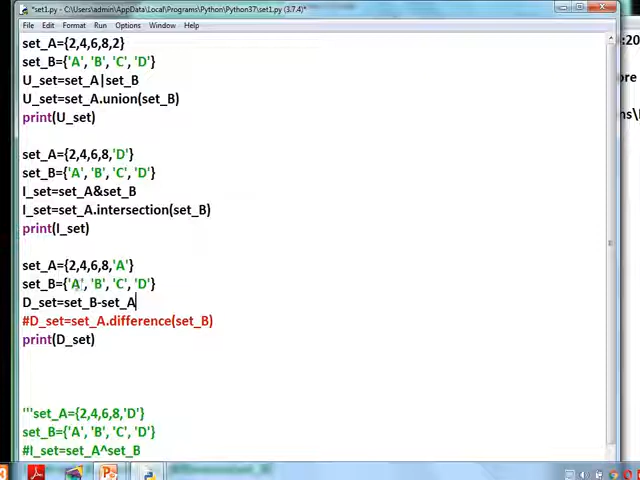 *set1.py - C:\Users\admin\AppData\Local\Programs\Python\Python37\set1.py (3.7.4)*
File Edit Format Run Options Window Help
set_A={2,4,6,8,2}
set_B={'A', 'B', 'C', 'D'}
U_set=set_A|set_B
U_set=set_A.union(set_B)
print(U_set)
set_A={2,4,6,8,'D'}
set_B={'A', 'B', 'C', 'D'}
I_set=set_A&set_B
I_set=set_A.intersection(set_B)
print(I_set)
set_A={2,4,6,8,'A'}
set_B={'A', 'B', 'C', 'D'}
D_set=set_B-set_A
#D_set=set_A.difference(set_B)
print(D_set)
'''set_A={2,4,6,8,'D'}
set_B={'A', 'B', 'C', 'D'}
#I_set=set_A^set_B
:20
ore
ns\